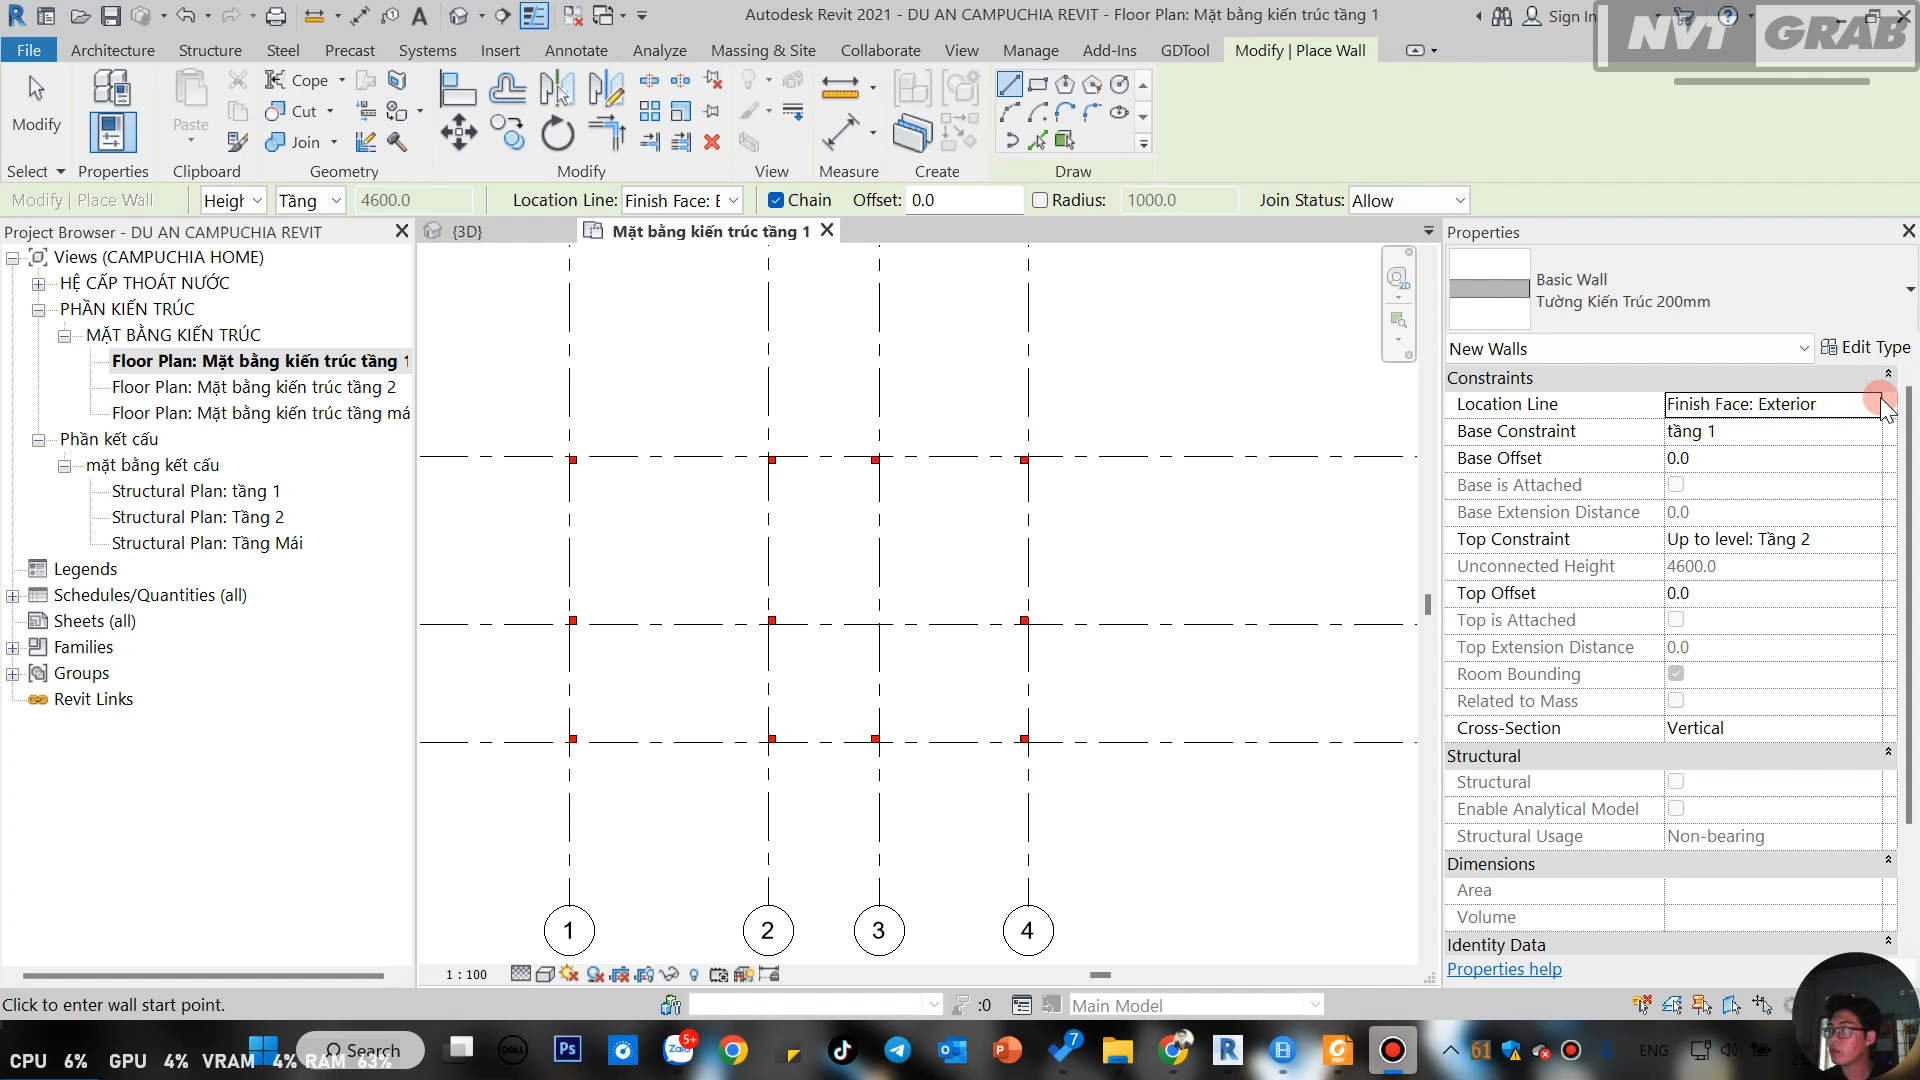 Autodesk Revit 2021 - DU AN CAMPUCHIA REVIT - Floor Plan: Mặt bằng kiến trúc tầng 1
Sign In
NVT GRAB
File Architecture Structure Steel Precast Systems Insert Annotate Analyze Massing & Site Collaborate View Manage Add-Ins GDTool Modify | Place Wall
Modify Paste Cope Cut Join
Select Properties Clipboard Geometry Modify View Measure Create Draw
Modify | Place Wall Heigh Tầng 4600.0 Location Line: Finish Face: E Chain Offset: 0.0 Radius: 1000.0 Join Status: Allow
Project Browser - DU AN CAMPUCHIA REVIT
Views (CAMPUCHIA HOME)
HỆ CẤP THOÁT NƯỚC
PHẦN KIẾN TRÚC
MẶT BẰNG KIẾN TRÚC
Floor Plan: Mặt bằng kiến trúc tầng 1
Floor Plan: Mặt bằng kiến trúc tầng 2
Floor Plan: Mặt bằng kiến trúc tầng má
Phần kết cấu
mặt bằng kết cấu
Structural Plan: tầng 1
Structural Plan: Tầng 2
Structural Plan: Tầng Mái
Legends
Schedules/Quantities (all)
Sheets (all)
Families
Groups
Revit Links
{3D} Mặt bằng kiến trúc tầng 1
2D
1 2 3 4
1 : 100
Properties
Basic Wall
Tường Kiến Trúc 200mm
New Walls Edit Type
Constraints
Location Line Finish Face: Exterior
Base Constraint tầng 1
Base Offset 0.0
Base is Attached
Base Extension Distance 0.0
Top Constraint Up to level: Tầng 2
Unconnected Height 4600.0
Top Offset 0.0
Top is Attached
Top Extension Distance 0.0
Room Bounding
Related to Mass
Cross-Section Vertical
Structural
Structural
Enable Analytical Model
Structural Usage Non-bearing
Dimensions
Area
Volume
Identity Data
Properties help
Click to enter wall start point. :0 Main Model
CPU 6% GPU 4% VRAM 4% RAM 63%
Search DELL Ps Zalo 5+ 7 61 ENG